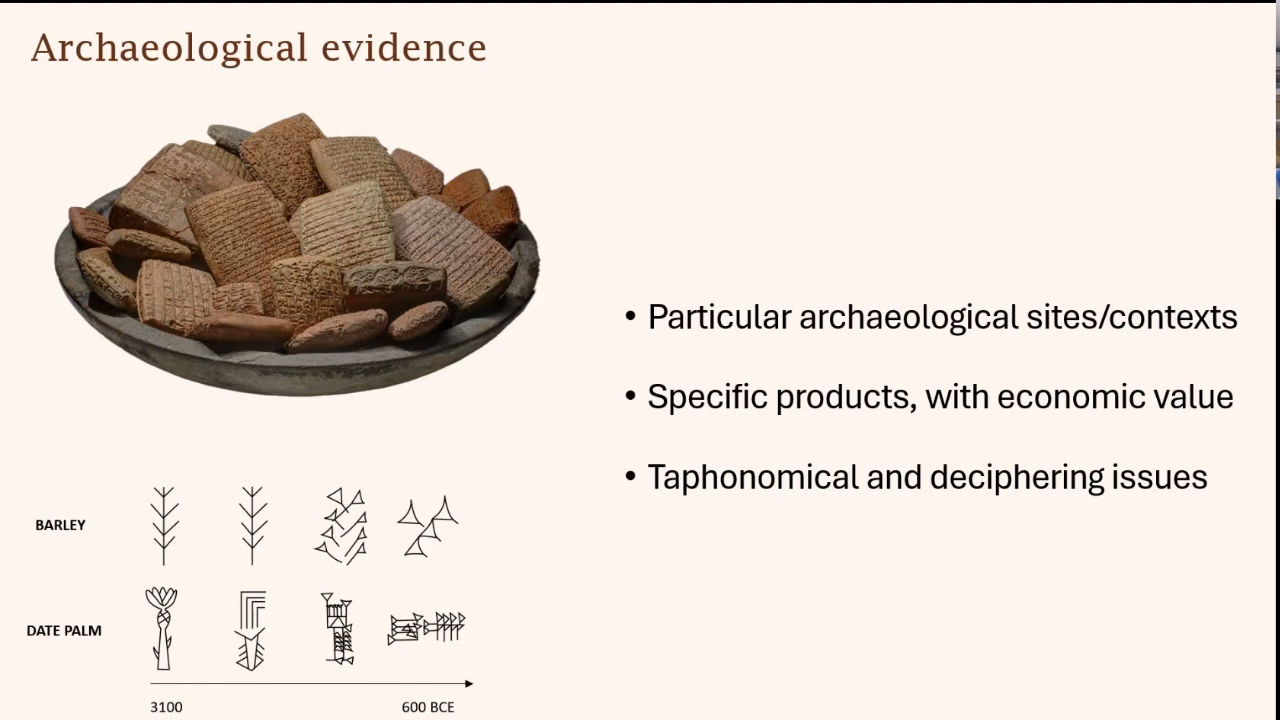 Archaeological evidence
• Particular archaeological sites/contexts
• Specific products, with economic value
• Taphonomical and deciphering issues
BARLEY
DATE PALM
3100
600 BCE